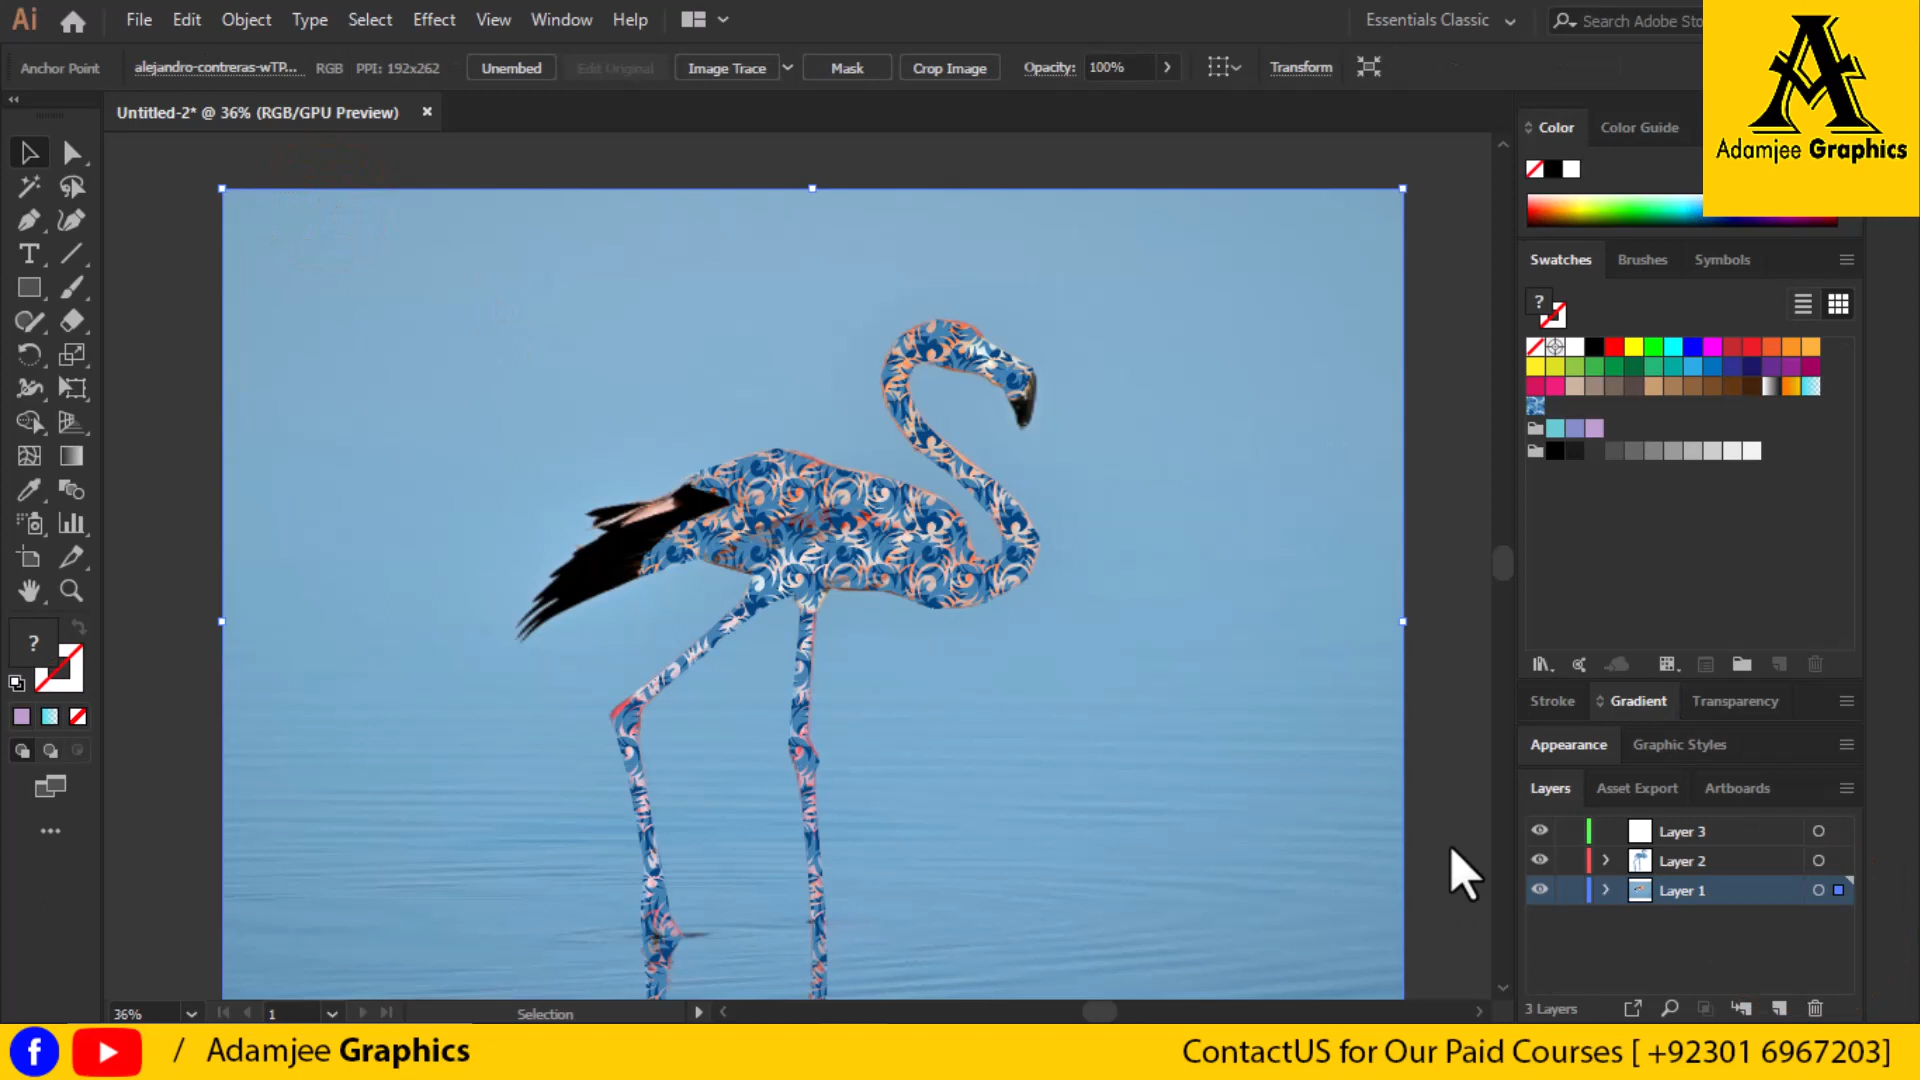 Ai File Edit Object Type Select Effect View Window Help Essentials Classic Search Adobe Sto
Anchor Point alejandro-contreras-wTP... RGB PPI: 192x262 Unembed Edit Original Image Trace Mask Crop Image Opacity: 100% Transform
A
Adamjee Graphics
Untitled-2* @ 36% (RGB/GPU Preview) ×
Color Color Guide
Swatches Brushes Symbols
?
T
?
Stroke Gradient Transparency
Appearance Graphic Styles
Layers Asset Export Artboards
Layer 3
Layer 2
Layer 1
3 Layers
36% 1 Selection
f / Adamjee Graphics
ContactUS for Our Paid Courses [ +92301 6967203]